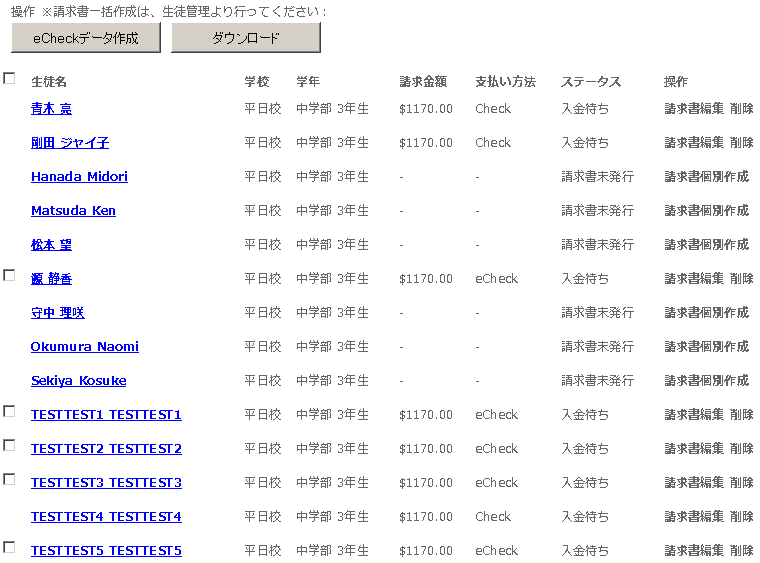 操作 ※請求書一括作成は、生徒管理より行ってください：
eCheckデータ作成 ダウンロード
生徒名 学校 学年 請求金額 支払い方法 ステータス 操作
青木 亮 平日校 中学部 3年生 $1170.00 Check 入金待ち 請求書編集 削除
剛田 ジャイ子 平日校 中学部 3年生 $1170.00 Check 入金待ち 請求書編集 削除
Hanada Midori 平日校 中学部 3年生 - - 請求書未発行 請求書個別作成
Matsuda Ken 平日校 中学部 3年生 - - 請求書未発行 請求書個別作成
松本 望 平日校 中学部 3年生 - - 請求書未発行 請求書個別作成
源 静香 平日校 中学部 3年生 $1170.00 eCheck 入金待ち 請求書編集 削除
守中 理咲 平日校 中学部 3年生 - - 請求書未発行 請求書個別作成
Okumura Naomi 平日校 中学部 3年生 - - 請求書未発行 請求書個別作成
Sekiya Kosuke 平日校 中学部 3年生 - - 請求書未発行 請求書個別作成
TESTTEST1 TESTTEST1 平日校 中学部 3年生 $1170.00 eCheck 入金待ち 請求書編集 削除
TESTTEST2 TESTTEST2 平日校 中学部 3年生 $1170.00 eCheck 入金待ち 請求書編集 削除
TESTTEST3 TESTTEST3 平日校 中学部 3年生 $1170.00 eCheck 入金待ち 請求書編集 削除
TESTTEST4 TESTTEST4 平日校 中学部 3年生 $1170.00 Check 入金待ち 請求書編集 削除
TESTTEST5 TESTTEST5 平日校 中学部 3年生 $1170.00 eCheck 入金待ち 請求書編集 削除